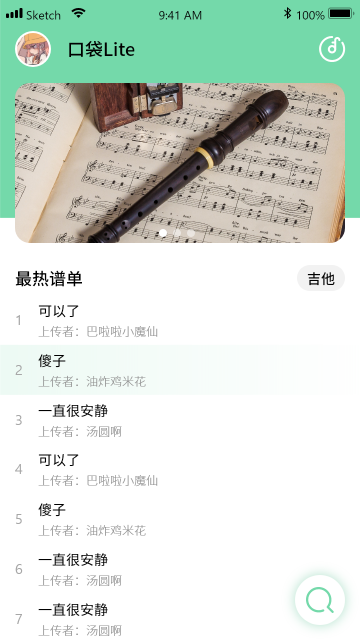 Sketch 9:41 AM 100%
口袋Lite
最热谱单 吉他
1 可以了
上传者：巴啦啦小魔仙
2 傻子
上传者：油炸鸡米花
3 一直很安静
上传者：汤圆啊
4 可以了
上传者：巴啦啦小魔仙
5 傻子
上传者：油炸鸡米花
6 一直很安静
上传者：汤圆啊
7 一直很安静
上传者：汤圆啊